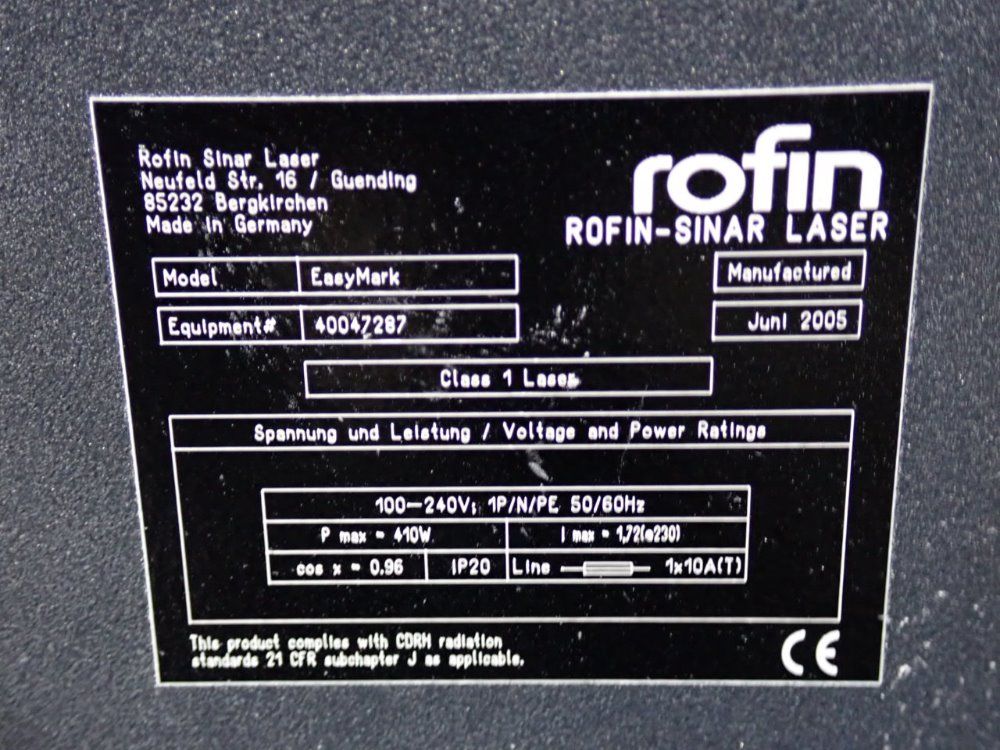 Rofin Sinar Laser
Neufeld Str. 16 / Guending
85232 Bergkirchen
Made in Germany
rofin
ROFIN-SINAR LASER
Model EasyMark
Manufactured
Equipment# 40047287
Juni 2005
Class 1 Laser
Spannung und Leistung / Voltage and Power Ratings
100-240V; 1P/N/PE 50/60Hz
P max = 410W I max = 1,72(@230)
cos x = 0.96 IP20 Line 1x10A(T)
This product complies with CDRH radiation
standards 21 CFR subchapter J as applicable.
CE